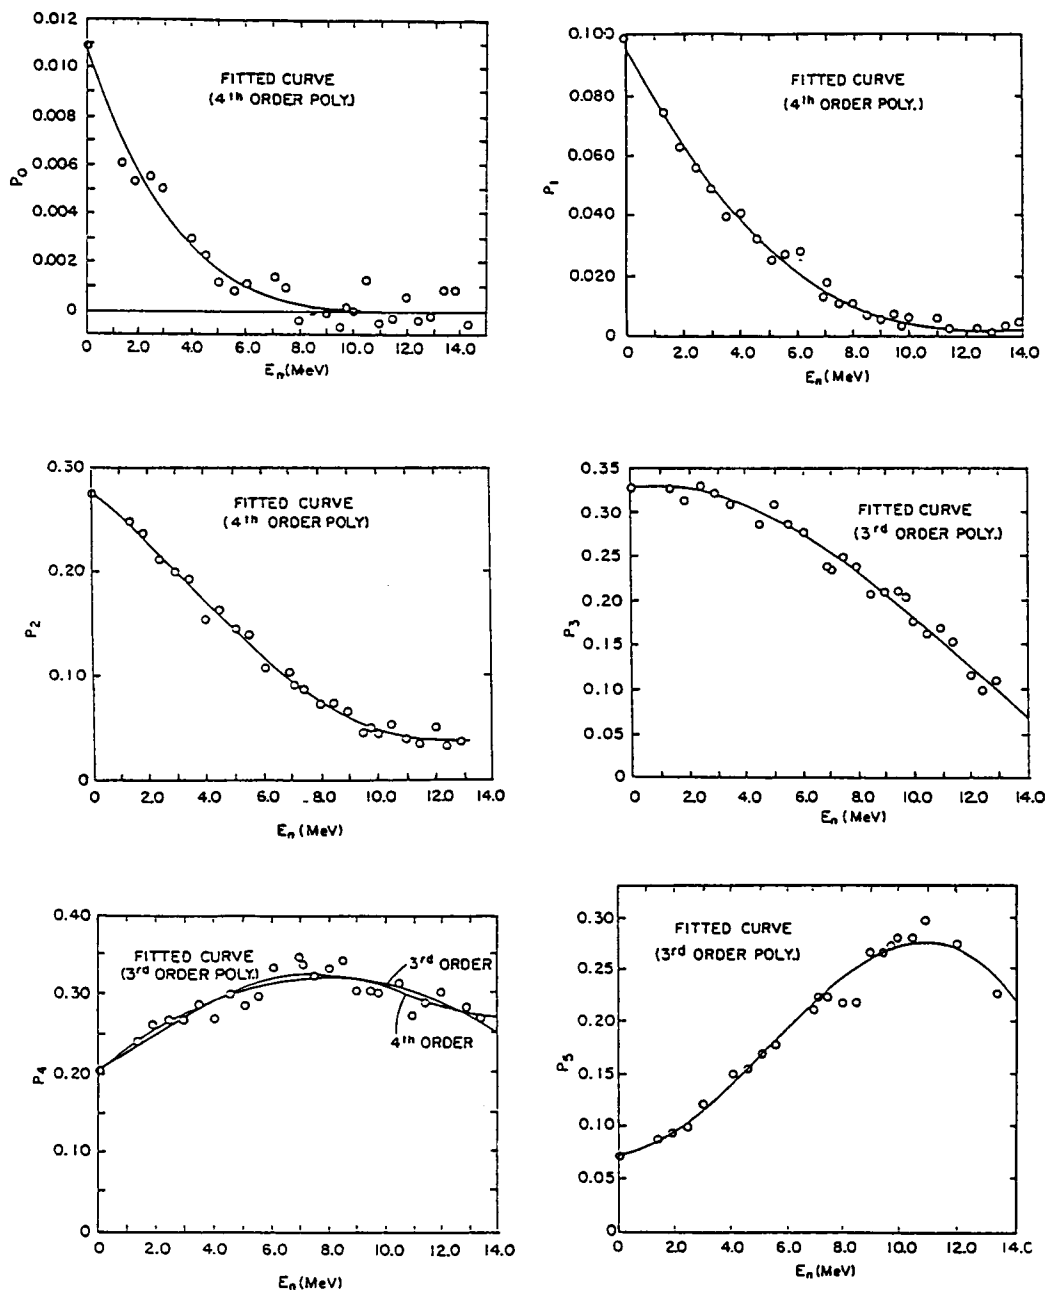 0.012
0.010
0.008
0.006
0.004
0.002
0
P0
FITTED CURVE
(4th ORDER POLY.)
0 2.0 4.0 6.0 8.0 10.0 12.0 14.0
En(MeV)
0.100
0.080
0.060
0.040
0.020
0
P1
FITTED CURVE
(4th ORDER POLY.)
0 2.0 4.0 6.0 8.0 10.0 12.0 14.0
En(MeV)
0.30
0.20
0.10
0
P2
FITTED CURVE
(4th ORDER POLY)
0 2.0 4.0 6.0 8.0 10.0 12.0 14.0
En(MeV)
0.35
0.30
0.25
0.20
0.15
0.10
0.05
0
P3
FITTED CURVE
(3rd ORDER POLY.)
0 2.0 4.0 6.0 8.0 10.0 12.0 14.0
En(MeV)
0.40
0.30
0.20
0.10
0
P4
FITTED CURVE
(3rd ORDER POLY.)
3rd ORDER
4th ORDER
0 2.0 4.0 6.0 8.0 10.0 12.0 14.0
En(MeV)
0.30
0.25
0.20
0.15
0.10
0.05
0
P5
FITTED CURVE
(3rd ORDER POLY.)
0 2.0 4.0 6.0 8.0 10.0 12.0 14.0
En(MeV)